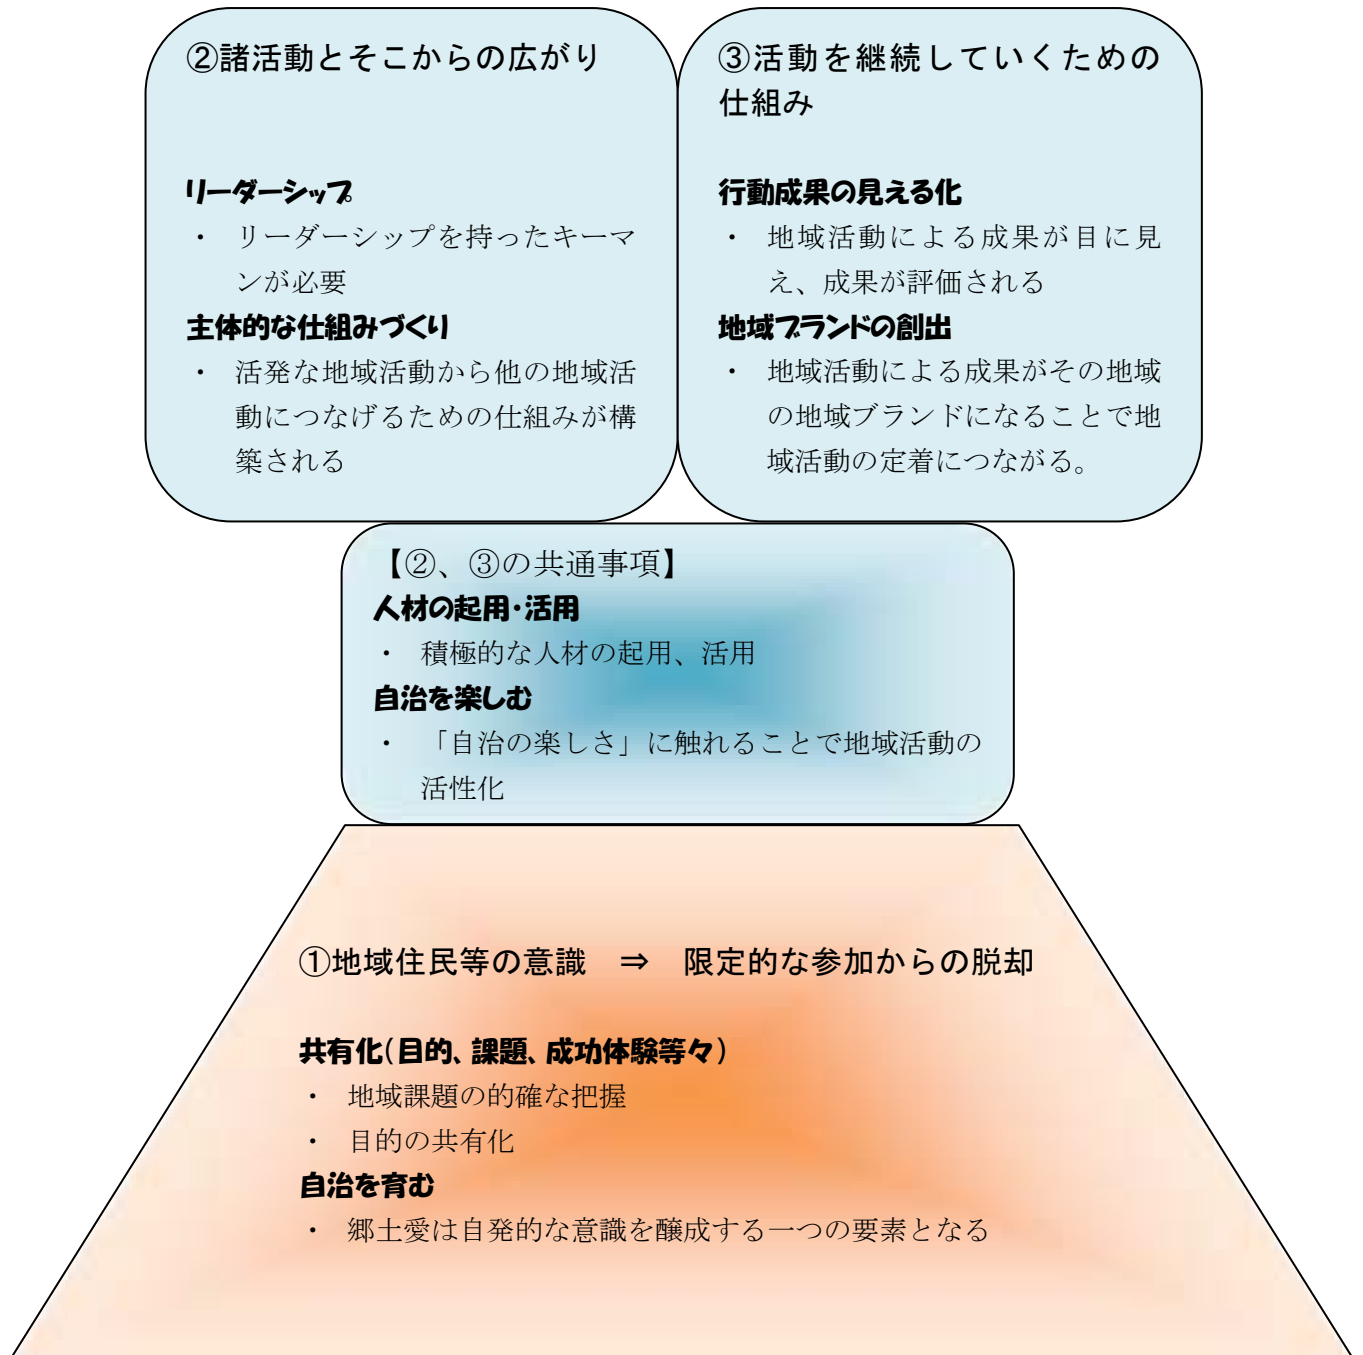 ②諸活動とそこからの広がり
リーダーシップ
・ リーダーシップを持ったキーマ
ンが必要
主体的な仕組みづくり
・ 活発な地域活動から他の地域活
動につなげるための仕組みが構
築される
③活動を継続していくための
仕組み
行動成果の見える化
・ 地域活動による成果が目に見
え、成果が評価される
地域ブランドの創出
・ 地域活動による成果がその地域
の地域ブランドになることで地
域活動の定着につながる。
【②、③の共通事項】
人材の起用・活用
・ 積極的な人材の起用、活用
自治を楽しむ
・ 「自治の楽しさ」に触れることで地域活動の
活性化
①地域住民等の意識 ⇒ 限定的な参加からの脱却
共有化(目的、課題、成功体験等々)
・ 地域課題の的確な把握
・ 目的の共有化
自治を育む
・ 郷土愛は自発的な意識を醸成する一つの要素となる